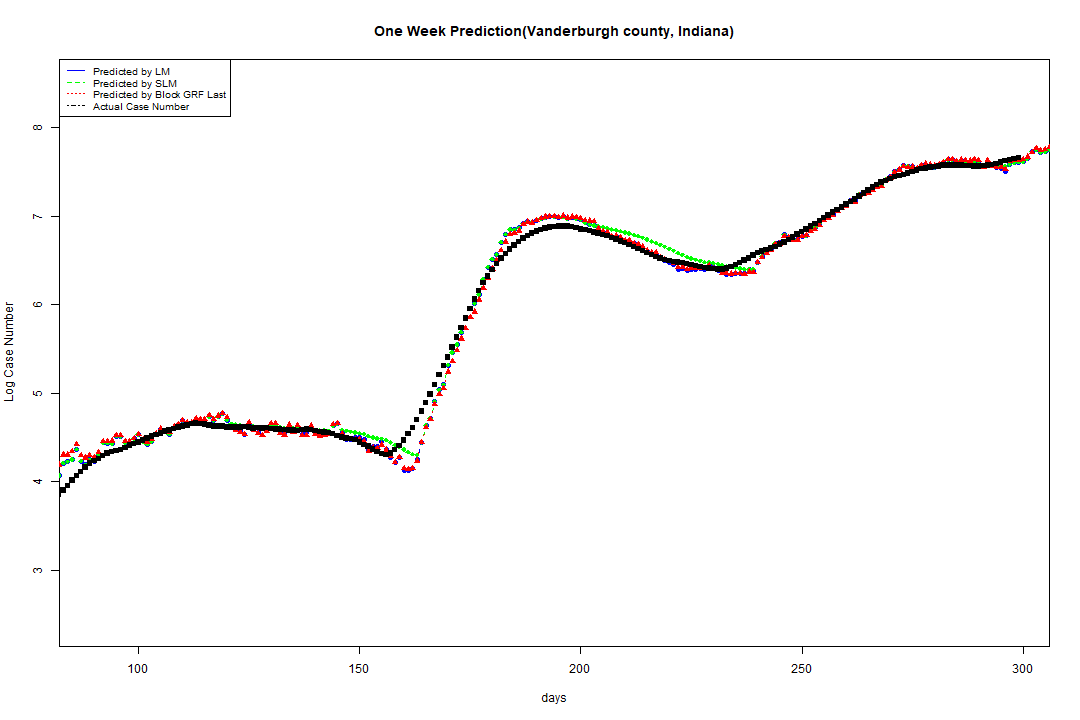 One Week Prediction(Vanderburgh county, Indiana)
Predicted by LM
Predicted by SLM
Predicted by Block GRF Last
Actual Case Number
8
7
6
5
4
3
Log Case Number
100 150 200 250 300
days